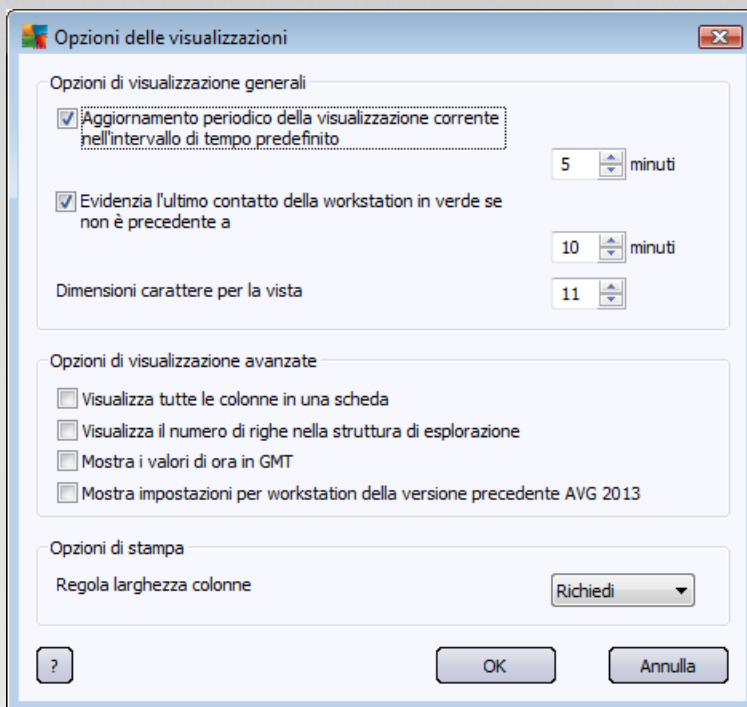 Opzioni delle visualizzazioni
Opzioni di visualizzazione generali
Aggiornamento periodico della visualizzazione corrente
nell'intervallo di tempo predefinito
5 minuti
Evidenzia l'ultimo contatto della workstation in verde se
non è precedente a
10 minuti
Dimensioni carattere per la vista 11
Opzioni di visualizzazione avanzate
Visualizza tutte le colonne in una scheda
Visualizza il numero di righe nella struttura di esplorazione
Mostra i valori di ora in GMT
Mostra impostazioni per workstation della versione precedente AVG 2013
Opzioni di stampa
Regola larghezza colonne Richiedi
? OK Annulla